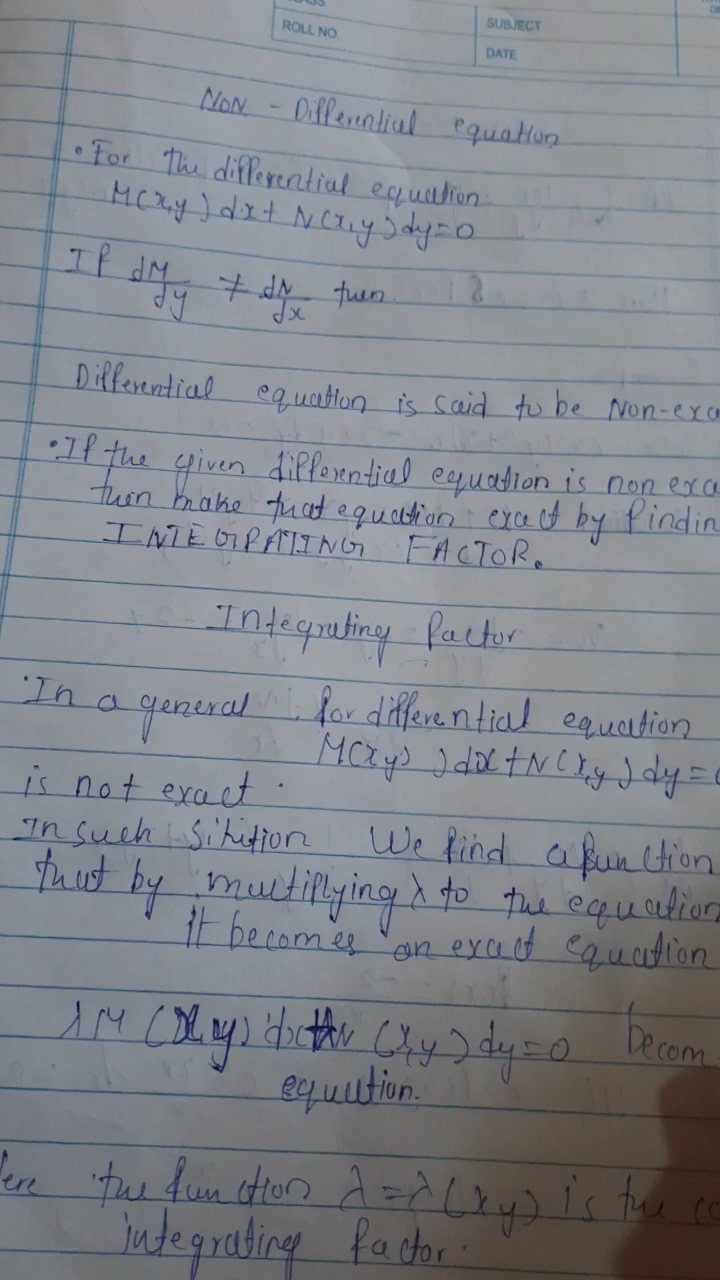 ROLL NO.
SUBJECT
DATE
NON - Differential equation
• For the differential equation
M(x,y)dx + N(x,y)dy=0
If dM/dy ≠ dN/dx then
Differential equation is said to be Non-exa
• If the given differential equation is non exa
then make that equation exact by findin
INTEGRATING FACTOR.
Integrating factor
• In a general for differential equation
M(x,y))dx+N(x,y)dy=0
is not exact.
In such sitution We find a function
that by multiplying λ to the equation
it becomes an exact equation
λM (x,y) dx+λN (x,y) dy=0 becom
equation.
ere the function λ=λ(x,y) is the co
integrating factor.